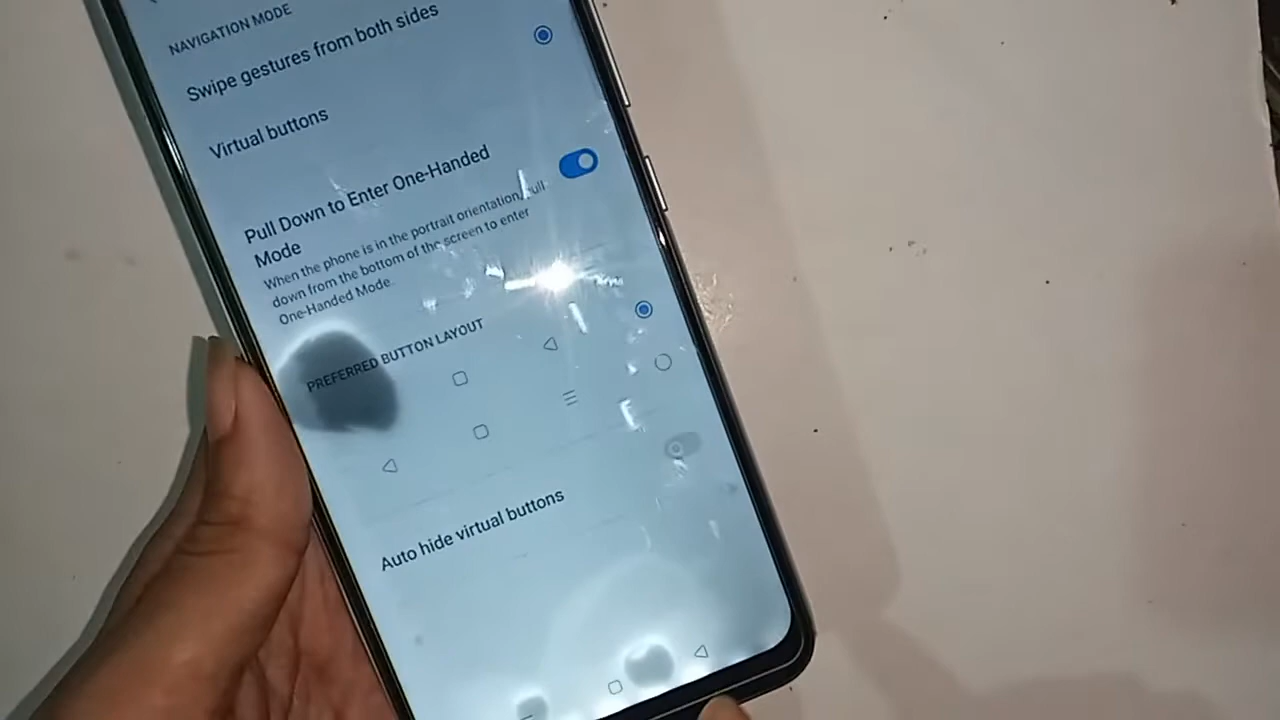 NAVIGATION MODE
Swipe gestures from both sides
Virtual buttons
Pull Down to Enter One-Handed
Mode
When the phone is in the portrait orientation, pull
down from the bottom of the screen to enter
One-Handed Mode.
PREFERRED BUTTON LAYOUT
Auto hide virtual buttons